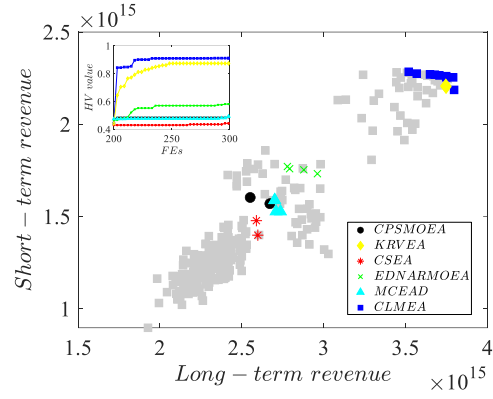 ×10^15
2.5
2
1.5
1
Short-term revenue
1
0.8
0.6
0.4
HV value
200
250
300
FEs
CPSMOEA
KRVEA
CSEA
EDNARMOEA
MCEAD
CLMEA
1.5
2
2.5
3
3.5
4
Long-term revenue
×10^15